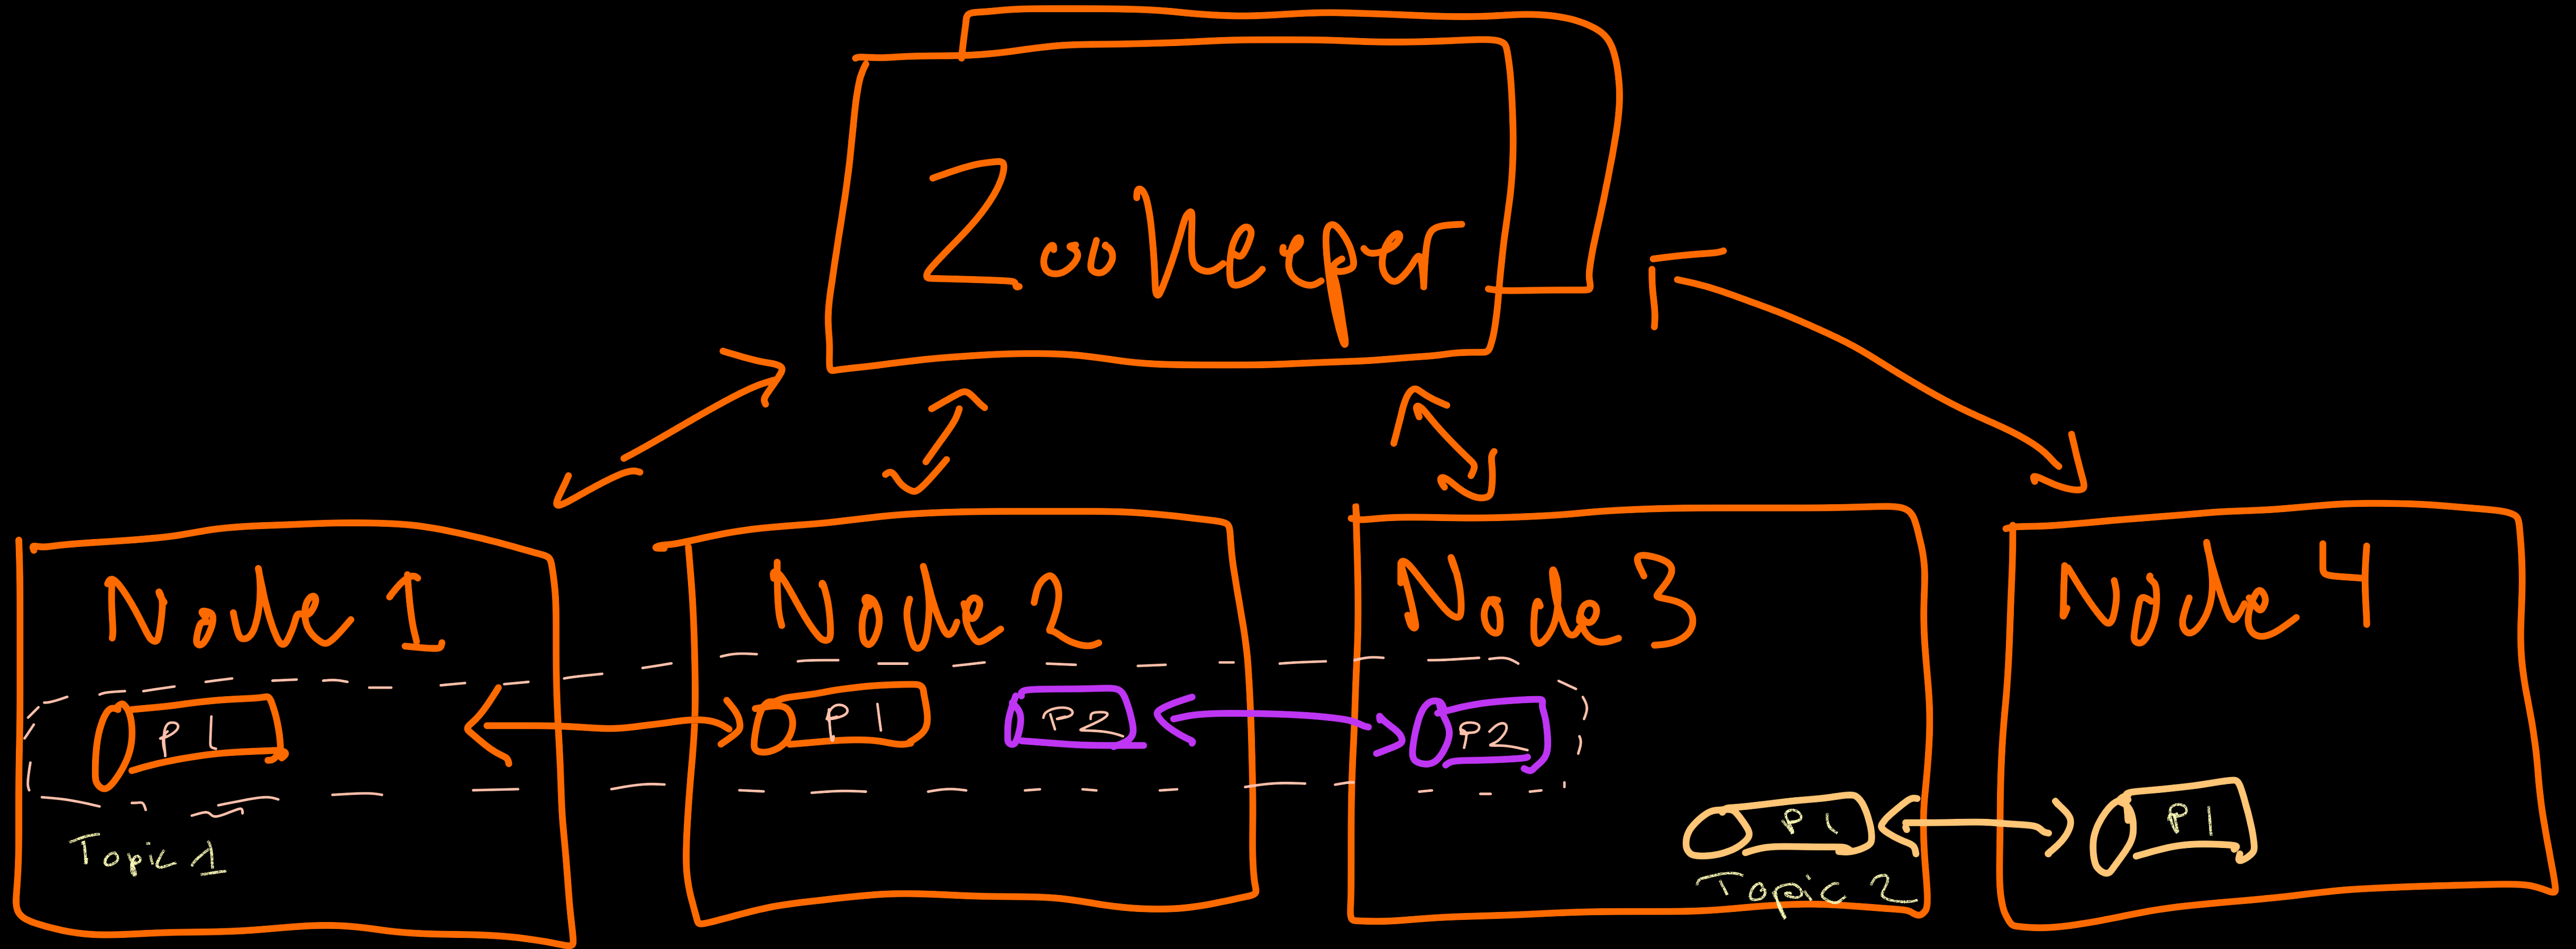 ZooKeeper
Node 1
Node 2
Node 3
Node 4
P1
P1
P2
P2
Topic 1
P1
P1
Topic 2